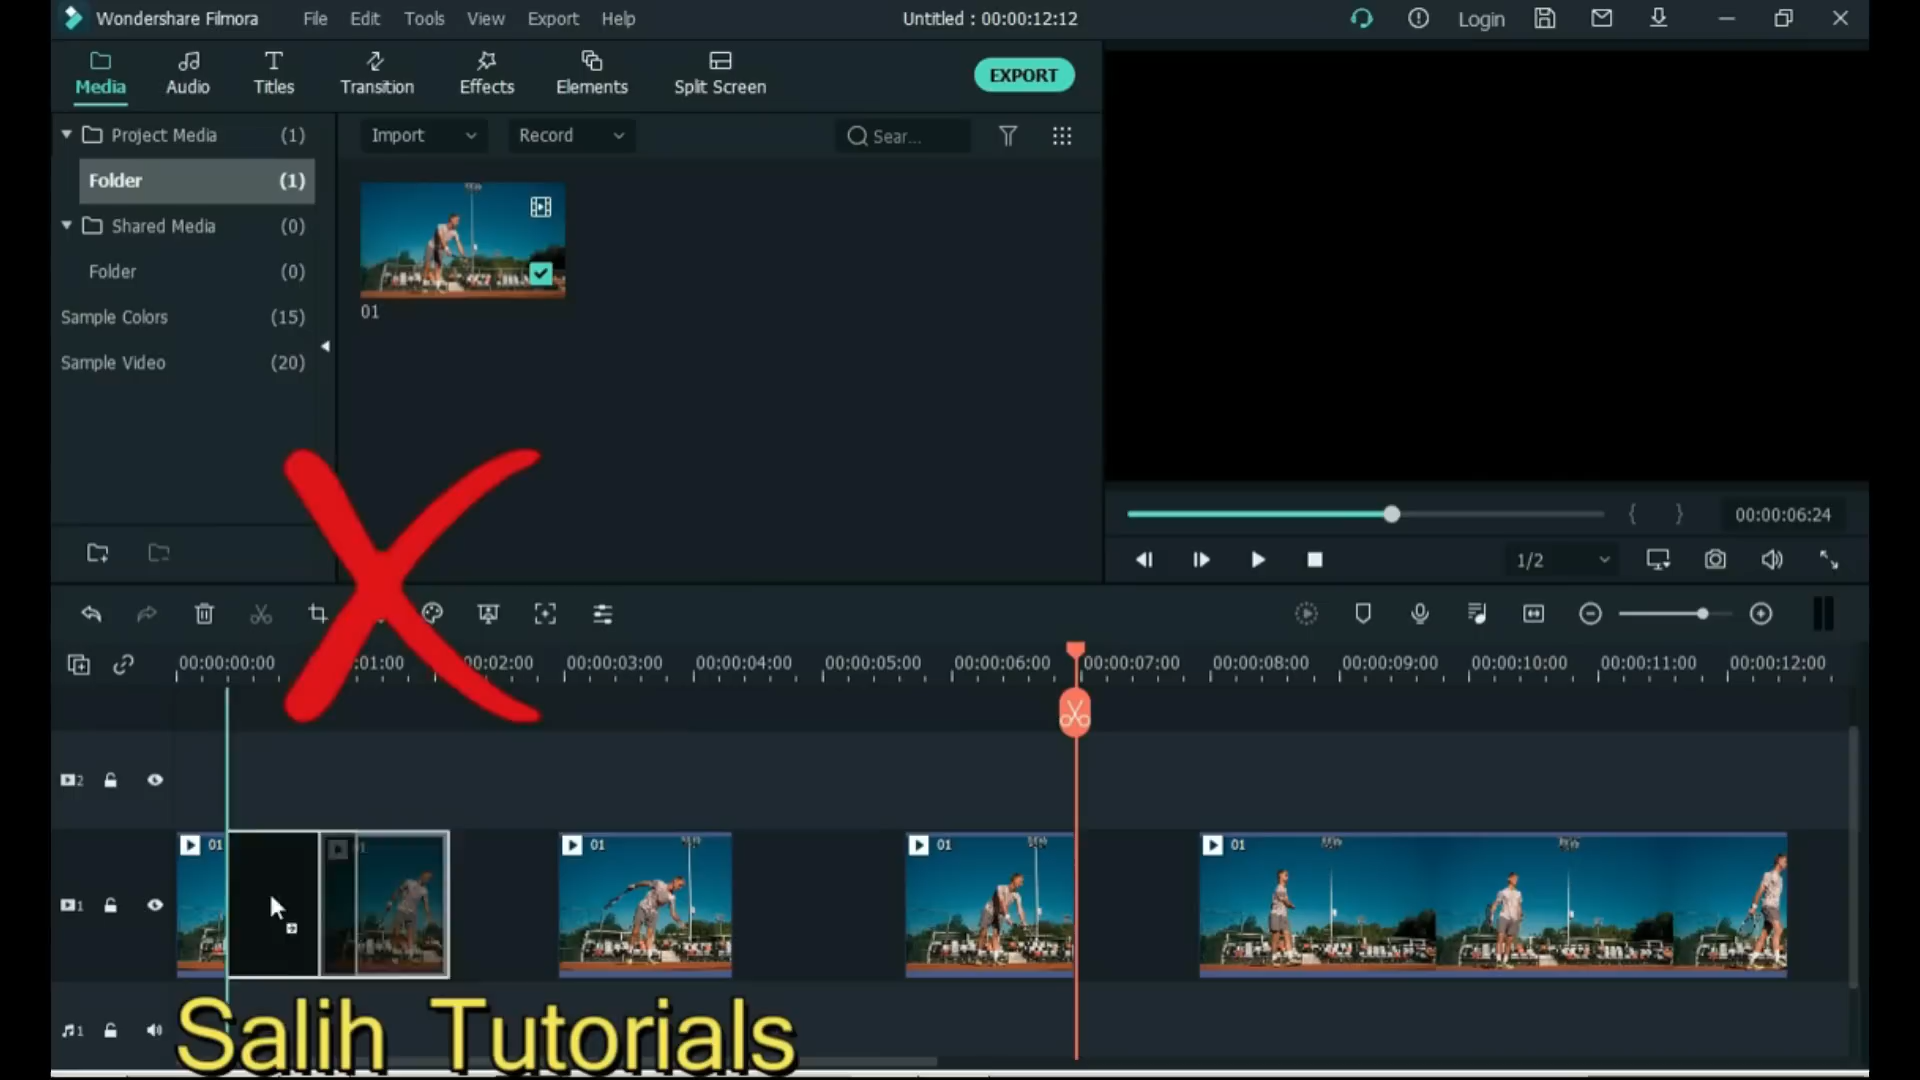 Wondershare Filmora File Edit Tools View Export Help Untitled : 00:00:12:12 Login
Media Audio Titles Transition Effects Elements Split Screen EXPORT
Project Media (1) Import Record Sear...
Folder (1)
Shared Media (0)
Folder (0)
01
Sample Colors (15)
Sample Video (20)
00:00:06:24
1/2
00:00:00:00 :01:00 :02:00 00:00:03:00 00:00:04:00 00:00:05:00 00:00:06:00 00:00:07:00 00:00:08:00 00:00:09:00 00:00:10:00 00:00:11:00 00:00:12:00
2
01 01 01 01 01
1
1
Salih Tutorials